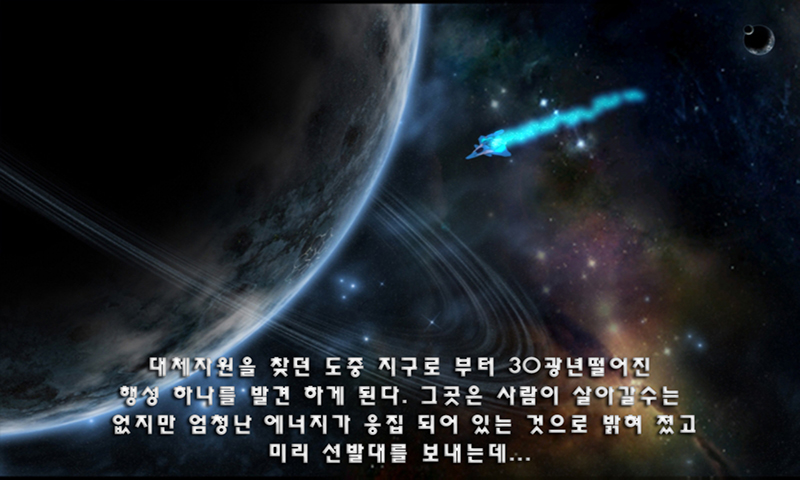 대체자원을 찾던 도중 지구로 부터 30광년떨어진
행성 하나를 발견 하게 된다. 그곳은 사람이 살아갈수는
없지만 엄청난 에너지가 응집 되어 있는 것으로 밝혀 졌고
미리 선발대를 보내는데...